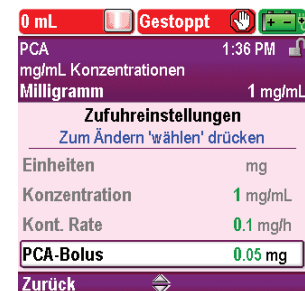 0 mL Gestoppt
PCA 1:36 PM
mg/mL Konzentrationen
Milligramm 1 mg/mL
Zufuhreinstellungen
Zum Ändern 'wählen' drücken
Einheiten mg
Konzentration 1 mg/mL
Kont. Rate 0.1 mg/h
PCA-Bolus 0.05 mg
Zurück